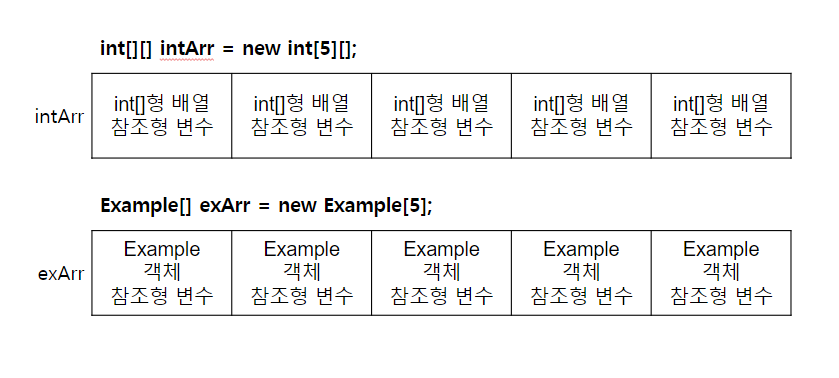 int[][] intArr = new int[5][];
intArr
int[]형 배열 참조형 변수
int[]형 배열 참조형 변수
int[]형 배열 참조형 변수
int[]형 배열 참조형 변수
int[]형 배열 참조형 변수
Example[] exArr = new Example[5];
exArr
Example 객체 참조형 변수
Example 객체 참조형 변수
Example 객체 참조형 변수
Example 객체 참조형 변수
Example 객체 참조형 변수